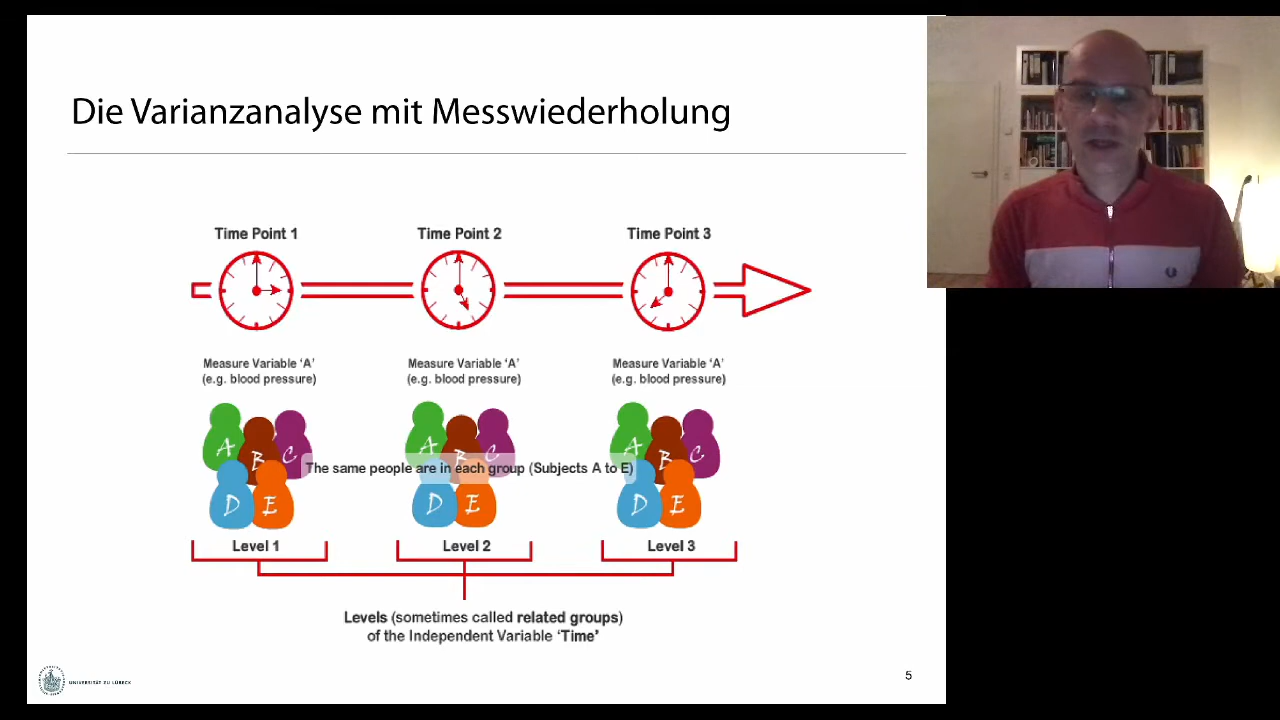 Die Varianzanalyse mit Messwiederholung
Time Point 1
Time Point 2
Time Point 3
Measure Variable ‘A’
(e.g. blood pressure)
Measure Variable ‘A’
(e.g. blood pressure)
Measure Variable ‘A’
(e.g. blood pressure)
A B C
D E
A B C
D E
A B C
D E
The same people are in each group (Subjects A to E)
Level 1
Level 2
Level 3
Levels (sometimes called related groups)
of the Independent Variable ‘Time’
UNIVERSITÄT ZU LÜBECK
5